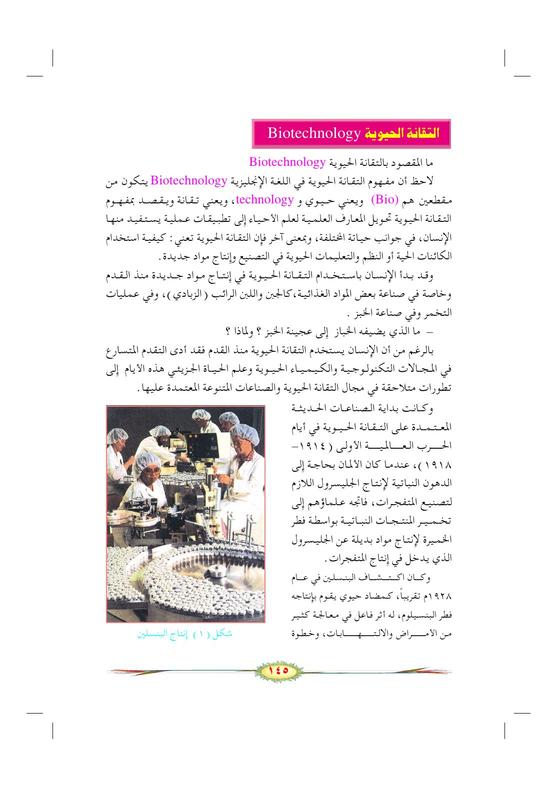 التقانة الحيوية Biotechnology
ما المقصود بالتقانة الحيوية Biotechnology
لاحظ أن مفهوم التقانة الحيوية في اللغة الإنجليزية Biotechnology يتكون من
مقطعين هم (Bio) ويعني حيوي و technology، ويعني تقانة ويقصد بمفهوم
التقانة الحيوية تحويل المعارف العلمية لعلم الأحياء إلى تطبيقات عملية يستفيد منها
الإنسان، في جوانب حياتة المختلفة، وبمعنى آخر فإن التقانة الحيوية تعني: كيفية استخدام
الكائنات الحية أو النظم والتعليمات الحيوية في التصنيع وإنتاج مواد جديدة.
وقد بدأ الإنسان باستخدام التقانة الحيوية في إنتاج مواد جديدة منذ القدم
وخاصة في صناعة بعض المواد الغذائية، كالجبن واللبن الرائب (الزبادي)، وفي عمليات
التخمر وفي صناعة الخبز .
– ما الذي يضيفه الخباز إلى عجينة الخبز ؟ ولماذا ؟
بالرغم من أن الإنسان يستخدم التقانة الحيوية منذ القدم فقد أدى التقدم المتسارع
في المجالات التكنولوجية والكيمياء الحيوية وعلم الحياة الجزيئي هذه الأيام إلى
تطورات متلاحقة في مجال التقانة الحيوية والصناعات المتنوعة المعتمدة عليها.
وكانت بداية الصناعات الحديثة
المعتمدة على التقانة الحيوية في أيام
الحرب العالمية الأولى (١٩١٤–
١٩١٨)، عندما كان الألمان بحاجة إلى
الدهون النباتية لإنتاج الجليسرول اللازم
لتصنيع المتفجرات، فاتجه علماؤهم إلى
تخمير المنتجات النباتية بواسطة فطر
الخميرة لإنتاج مواد بديلة عن الجليسرول
الذي يدخل في إنتاج المتفجرات.
وكان اكتشاف البنسلين في عام
١٩٢٨م تقريباً، كمضاد حيوي يقوم بإنتاجه
فطر البنسيلوم، له أثر فاعل في معالجة كثير
من الأمراض والالتهابات، وخطوة
شكل (١) إنتاج البنسلين
١٤٥